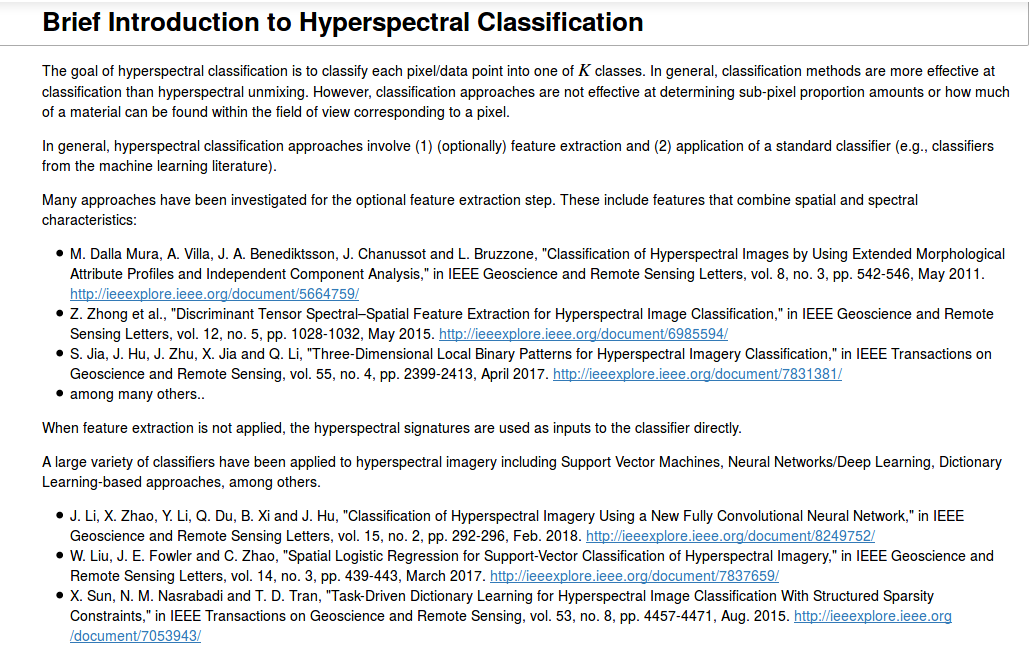 Brief Introduction to Hyperspectral Classification
The goal of hyperspectral classification is to classify each pixel/data point into one of K classes. In general, classification methods are more effective at
classification than hyperspectral unmixing. However, classification approaches are not effective at determining sub-pixel proportion amounts or how much
of a material can be found within the field of view corresponding to a pixel.
In general, hyperspectral classification approaches involve (1) (optionally) feature extraction and (2) application of a standard classifier (e.g., classifiers
from the machine learning literature).
Many approaches have been investigated for the optional feature extraction step. These include features that combine spatial and spectral
characteristics:
• M. Dalla Mura, A. Villa, J. A. Benediktsson, J. Chanussot and L. Bruzzone, "Classification of Hyperspectral Images by Using Extended Morphological
Attribute Profiles and Independent Component Analysis," in IEEE Geoscience and Remote Sensing Letters, vol. 8, no. 3, pp. 542-546, May 2011.
http://ieeexplore.ieee.org/document/5664759/
• Z. Zhong et al., "Discriminant Tensor Spectral–Spatial Feature Extraction for Hyperspectral Image Classification," in IEEE Geoscience and Remote
Sensing Letters, vol. 12, no. 5, pp. 1028-1032, May 2015. http://ieeexplore.ieee.org/document/6985594/
• S. Jia, J. Hu, J. Zhu, X. Jia and Q. Li, "Three-Dimensional Local Binary Patterns for Hyperspectral Imagery Classification," in IEEE Transactions on
Geoscience and Remote Sensing, vol. 55, no. 4, pp. 2399-2413, April 2017. http://ieeexplore.ieee.org/document/7831381/
• among many others..
When feature extraction is not applied, the hyperspectral signatures are used as inputs to the classifier directly.
A large variety of classifiers have been applied to hyperspectral imagery including Support Vector Machines, Neural Networks/Deep Learning, Dictionary
Learning-based approaches, among others.
• J. Li, X. Zhao, Y. Li, Q. Du, B. Xi and J. Hu, "Classification of Hyperspectral Imagery Using a New Fully Convolutional Neural Network," in IEEE
Geoscience and Remote Sensing Letters, vol. 15, no. 2, pp. 292-296, Feb. 2018. http://ieeexplore.ieee.org/document/8249752/
• W. Liu, J. E. Fowler and C. Zhao, "Spatial Logistic Regression for Support-Vector Classification of Hyperspectral Imagery," in IEEE Geoscience and
Remote Sensing Letters, vol. 14, no. 3, pp. 439-443, March 2017. http://ieeexplore.ieee.org/document/7837659/
• X. Sun, N. M. Nasrabadi and T. D. Tran, "Task-Driven Dictionary Learning for Hyperspectral Image Classification With Structured Sparsity
Constraints," in IEEE Transactions on Geoscience and Remote Sensing, vol. 53, no. 8, pp. 4457-4471, Aug. 2015. http://ieeexplore.ieee.org
/document/7053943/